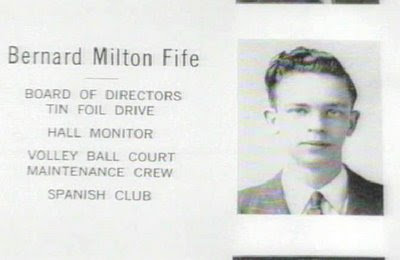 Bernard Milton Fife
BOARD OF DIRECTORS
TIN FOIL DRIVE
HALL MONITOR
VOLLEY BALL COURT
MAINTENANCE CREW
SPANISH CLUB